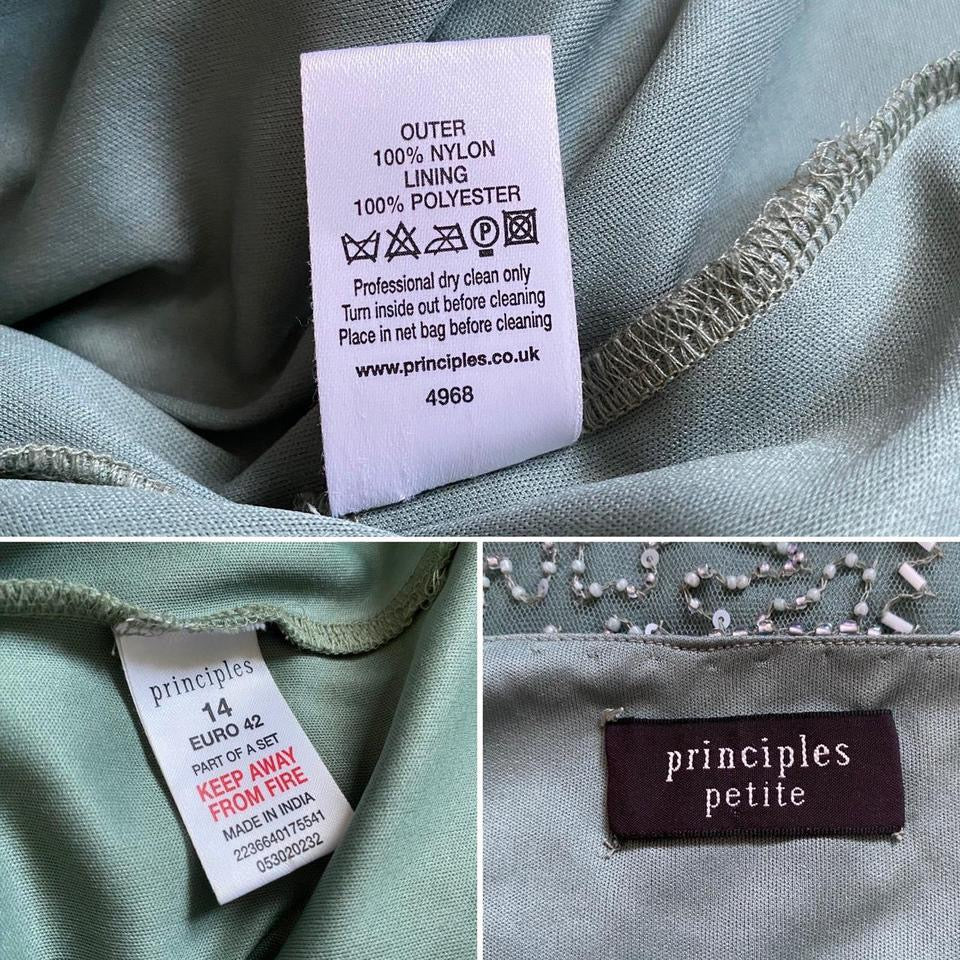 OUTER
100% NYLON
LINING
100% POLYESTER
P
Professional dry clean only
Turn inside out before cleaning
Place in net bag before cleaning
www.principles.co.uk
4968
principles
14
EURO 42
PART OF A SET
KEEP AWAY
FROM FIRE
MADE IN INDIA
2236640175541
053020232
principles
petite